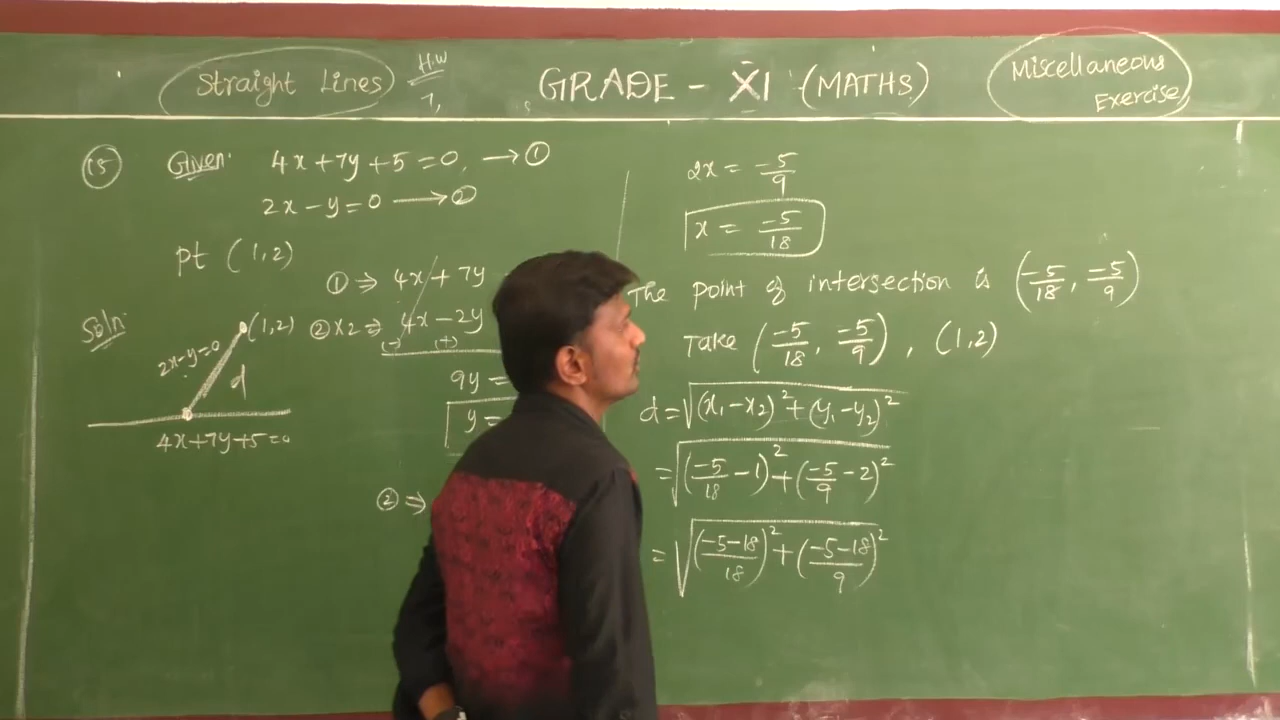 Straight Lines H.W 7, GRADE - XI (MATHS) Miscellaneous Exercise
(15) Given: 4x+7y+5=0, → ①
2x-y=0 → ②
pt (1,2)
Soln:
(1,2)
2x-y=0
d
4x+7y+5=0
① ⇒ 4x + 7y
② x2 ⇒ 4x - 2y
(-) (+)
9y =
y =
② ⇒
2x = -5/9
x = -5/18
The point of intersection is (-5/18, -5/9)
Take (-5/18, -5/9), (1,2)
d = √((x₁-x₂)²+(y₁-y₂)²)
= √((-5/18 - 1)²+(-5/9 - 2)²)
= √((-5-18/18)²+(-5-18/9)²)